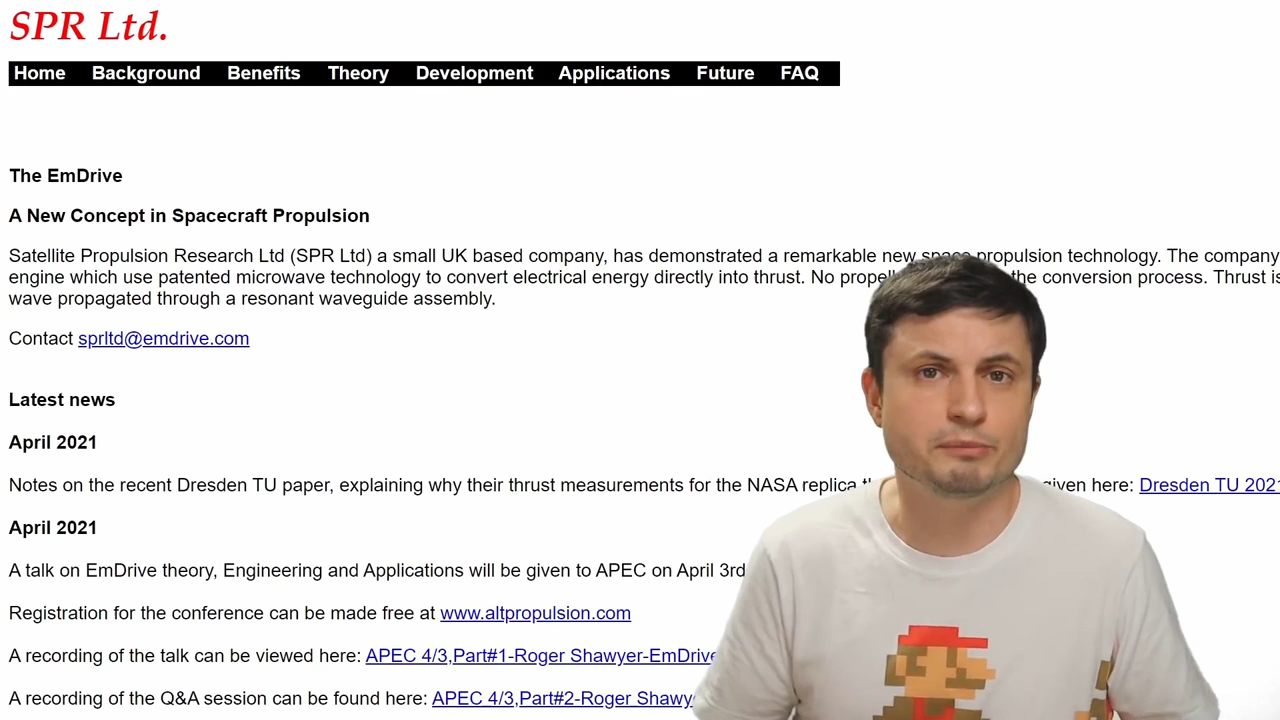 SPR Ltd.
Home Background Benefits Theory Development Applications Future FAQ
The EmDrive
A New Concept in Spacecraft Propulsion
Satellite Propulsion Research Ltd (SPR Ltd) a small UK based company, has demonstrated a remarkable new space propulsion technology. The company
engine which use patented microwave technology to convert electrical energy directly into thrust. No the conversion process. Thrust
wave propagated through a resonant waveguide assembly.
Contact sprltd@emdrive.com
Latest news
April 2021
Notes on the recent Dresden TU paper, explaining why their thrust measurements for the NASA replica given here: Dresden TU 2021
April 2021
A talk on EmDrive theory, Engineering and Applications will be given to APEC on April 3rd
Registration for the conference can be made free at www.altpropulsion.com
A recording of the talk can be viewed here: APEC 4/3,Part#1-Roger Shawyer-EmDrive
A recording of the Q&A session can be found here: APEC 4/3,Part#2-Roger